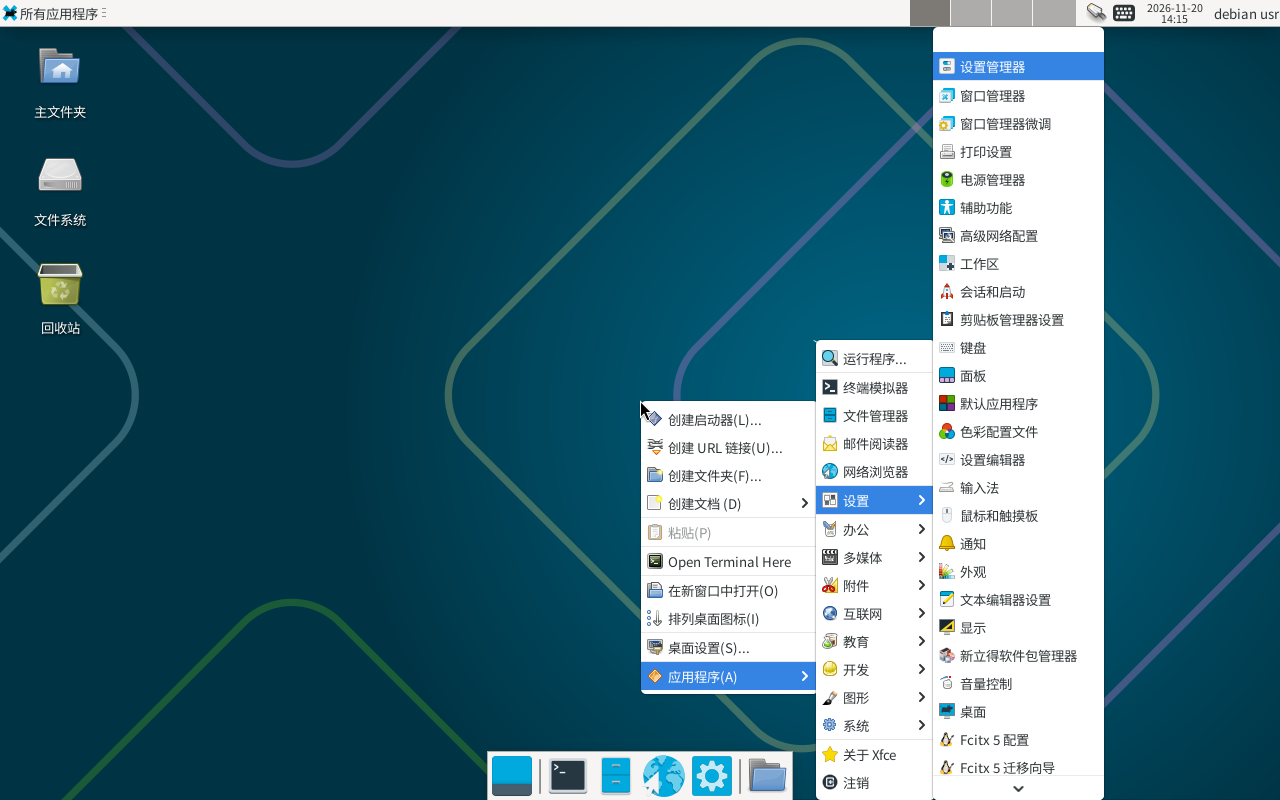 所有应用程序
2026-11-20
14:15
debian usr
主文件夹
文件系统
回收站
创建启动器(L)...
创建 URL 链接(U)...
创建文件夹(F)...
创建文档 (D)
粘贴(P)
Open Terminal Here
在新窗口中打开(O)
排列桌面图标(I)
桌面设置(S)...
应用程序(A)
运行程序...
终端模拟器
文件管理器
邮件阅读器
网络浏览器
设置
办公
多媒体
附件
互联网
教育
开发
图形
系统
关于 Xfce
注销
设置管理器
窗口管理器
窗口管理器微调
打印设置
电源管理器
辅助功能
高级网络配置
工作区
会话和启动
剪贴板管理器设置
键盘
面板
默认应用程序
色彩配置文件
设置编辑器
输入法
鼠标和触摸板
通知
外观
文本编辑器设置
显示
新立得软件包管理器
音量控制
桌面
Fcitx 5 配置
Fcitx 5 迁移向导